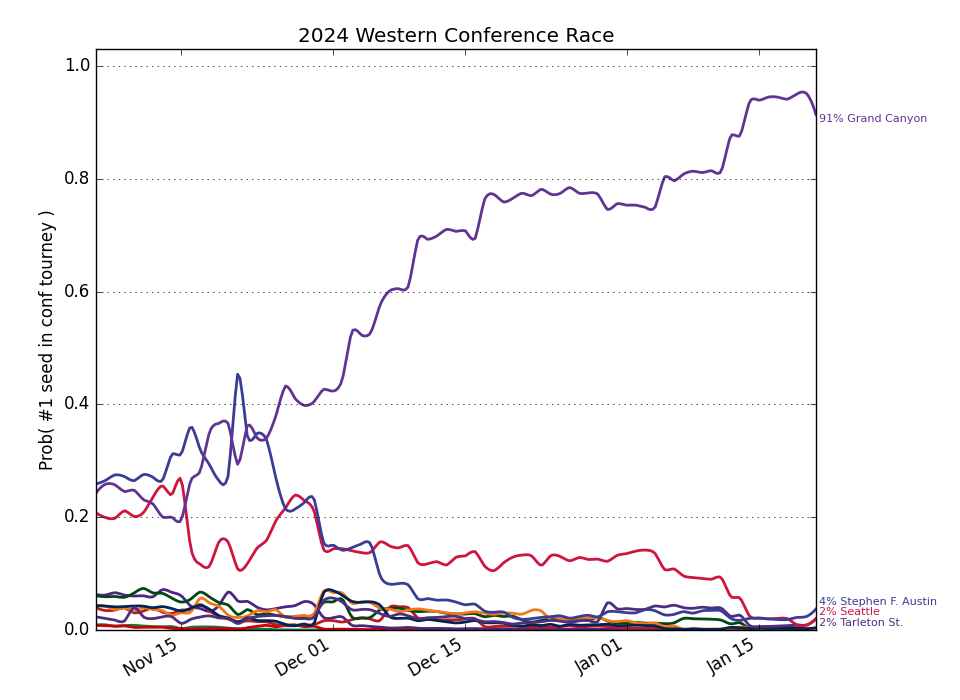 2024 Western Conference Race
Prob( #1 seed in conf tourney )
1.0
0.8
0.6
0.4
0.2
0.0
Nov 15
Dec 01
Dec 15
Jan 01
Jan 15
91% Grand Canyon
4% Stephen F. Austin
2% Seattle
2% Tarleton St.